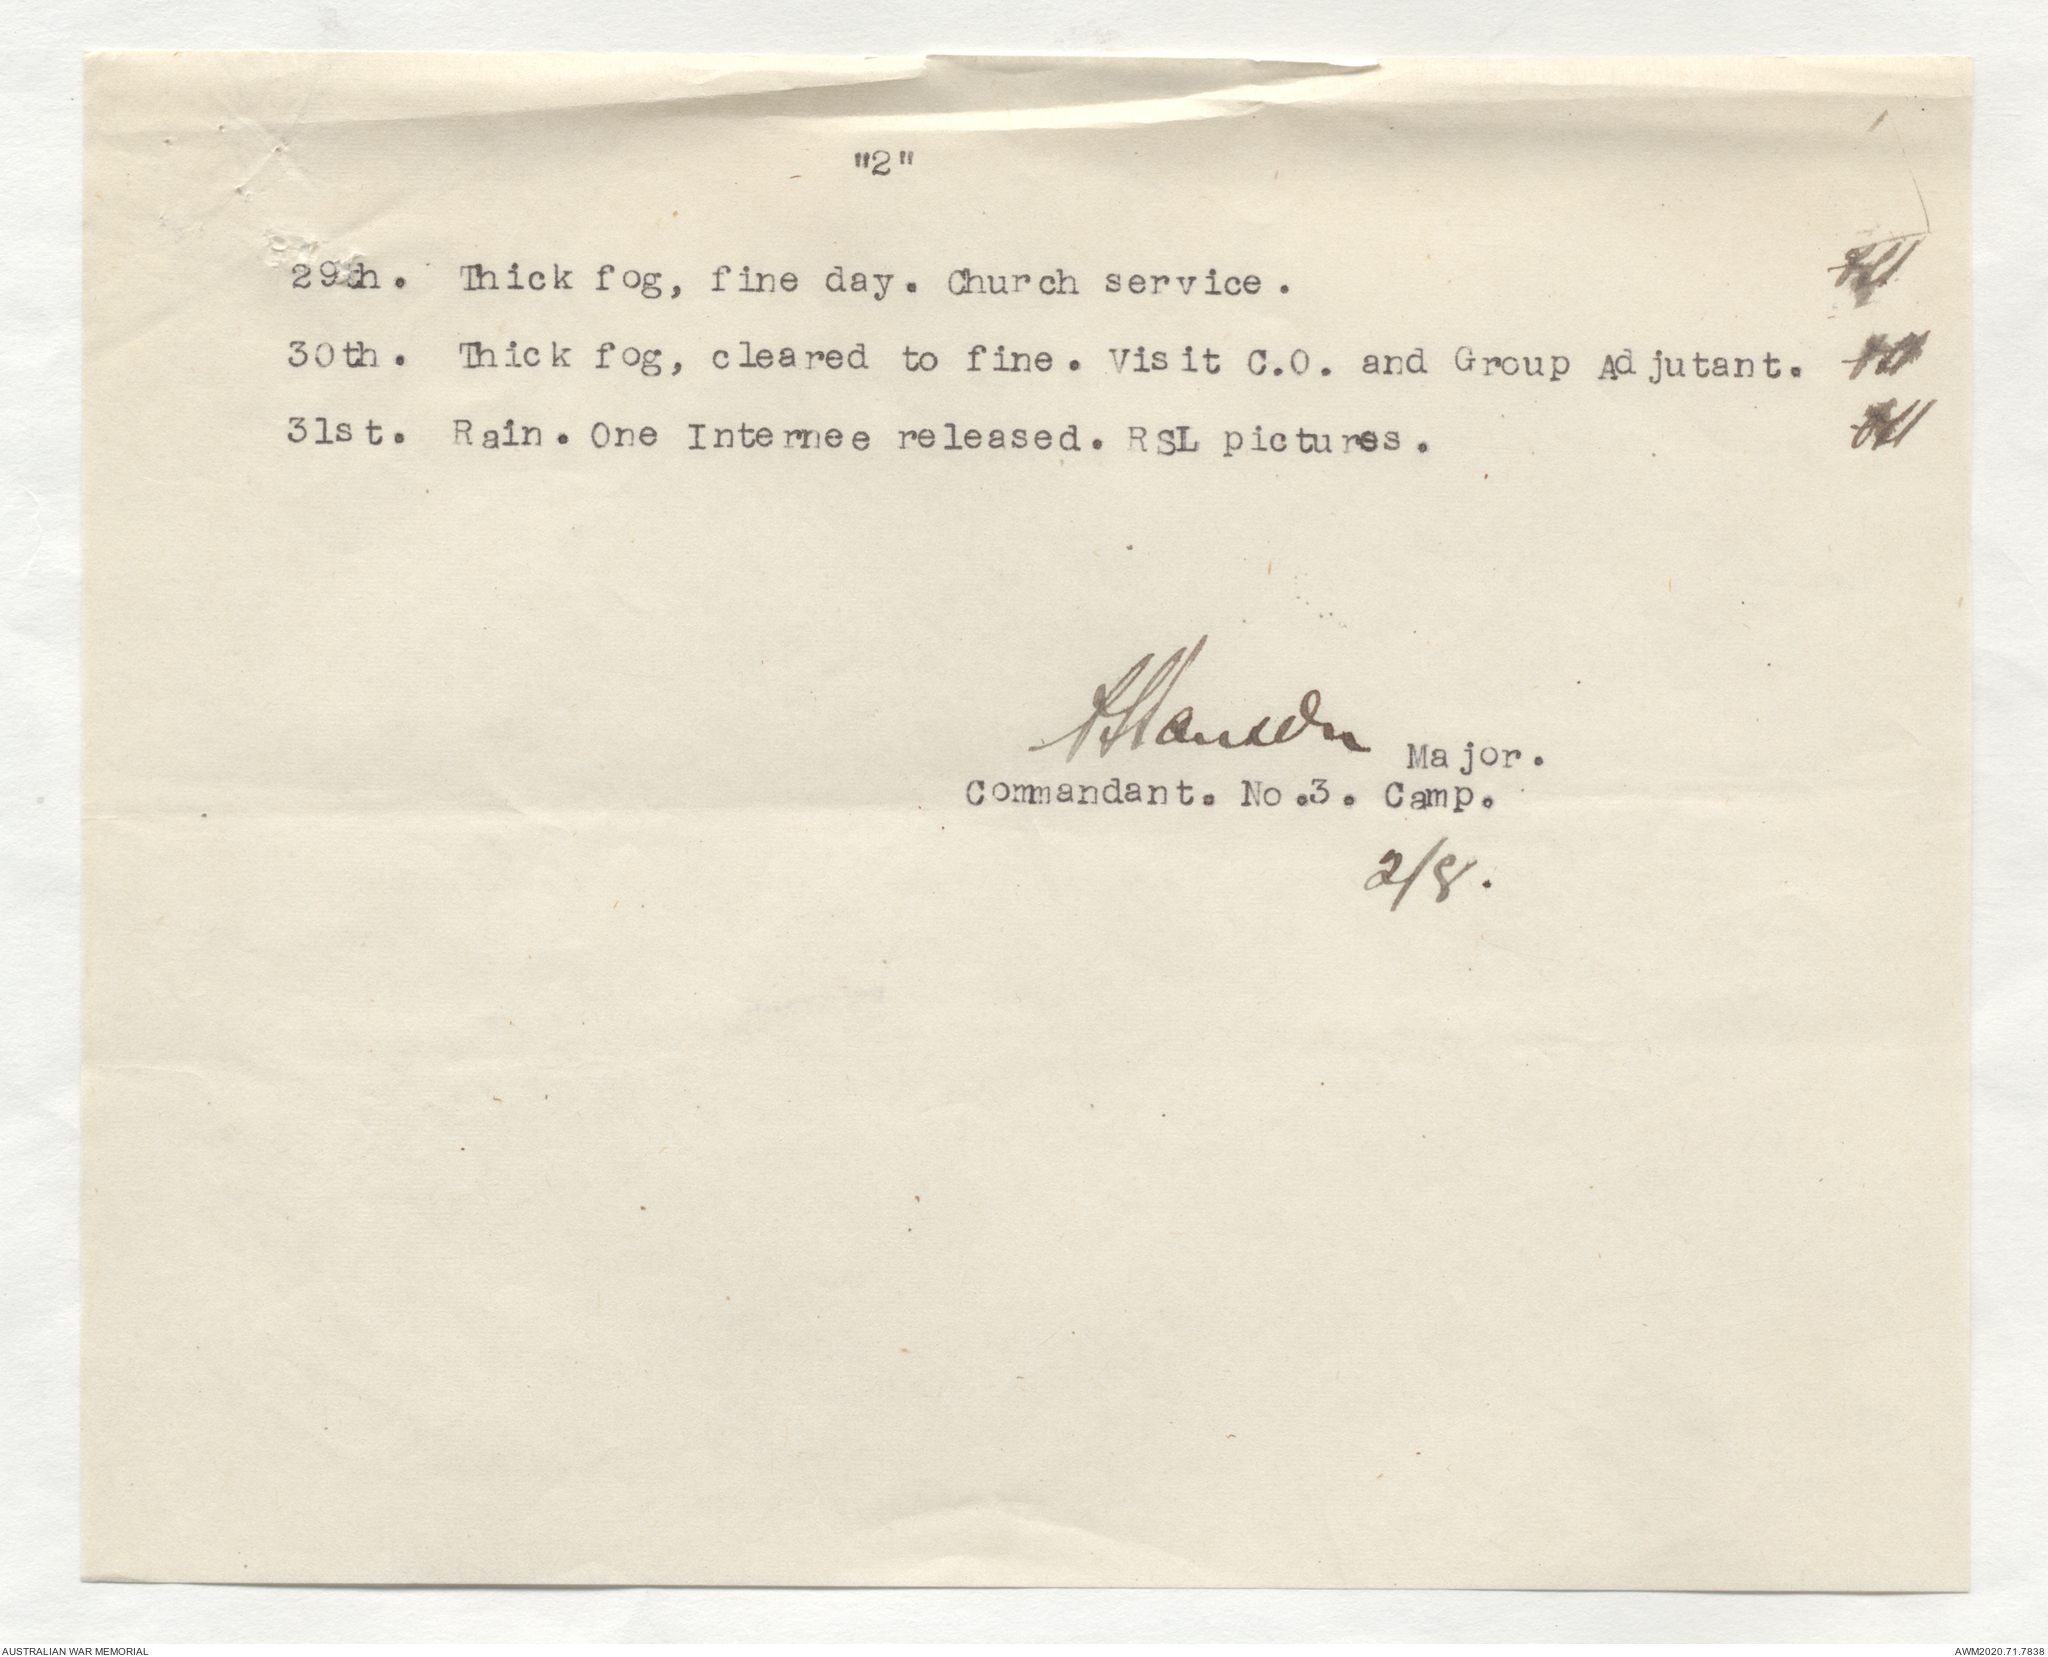 "2"
29th. Thick fog, fine day. Church service.
30th. Thick fog, cleared to fine. Visit C.O. and Group Adjutant.
31st. Rain. One Internee released. RSL pictures.
Major.
Commandant. No.3. Camp.
2/8.
AUSTRALIAN WAR MEMORIAL
AWM2020.71.7838